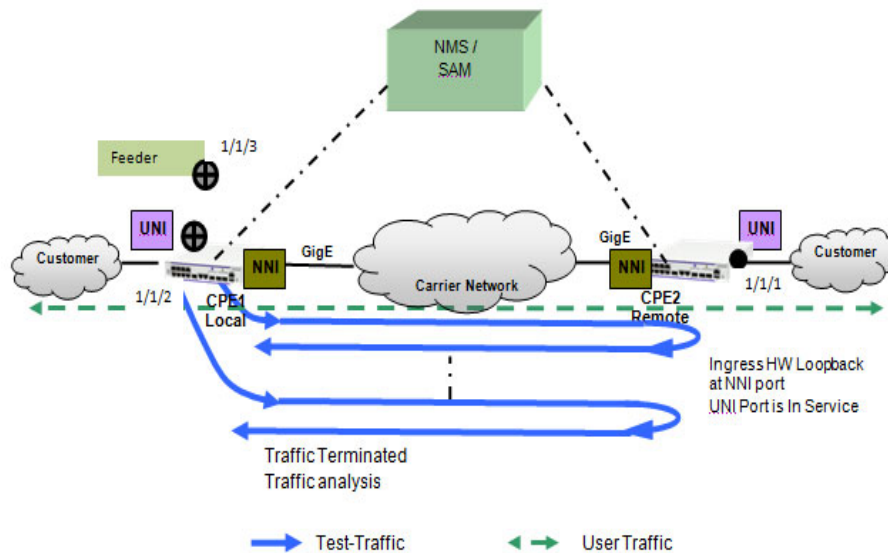 NMS /
SAM
1/1/3
Feeder
UNI
UNI
Customer
NNI
GigE
Carrier Network
GigE
NNI
Customer
1/1/2
CPE1
Local
CPE2
Remote
1/1/1
Ingress HW Loopback
at NNI port
UNI Port is In Service
Traffic Terminated
Traffic analysis
Test-Traffic
User Traffic